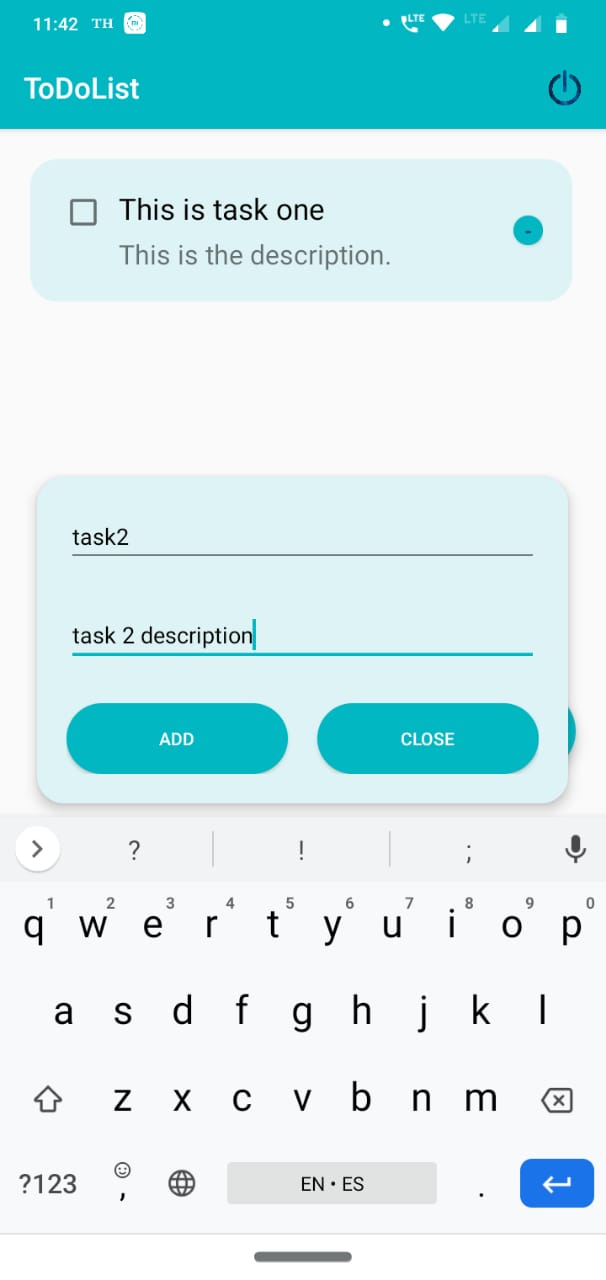 11:42 TH LTE LTE
ToDoList
This is task one
This is the description.
-
task2
task 2 description
ADD CLOSE
? ! ;
1 2 3 4 5 6 7 8 9 0
q w e r t y u i o p
a s d f g h j k l
z x c v b n m
?123 , EN • ES .